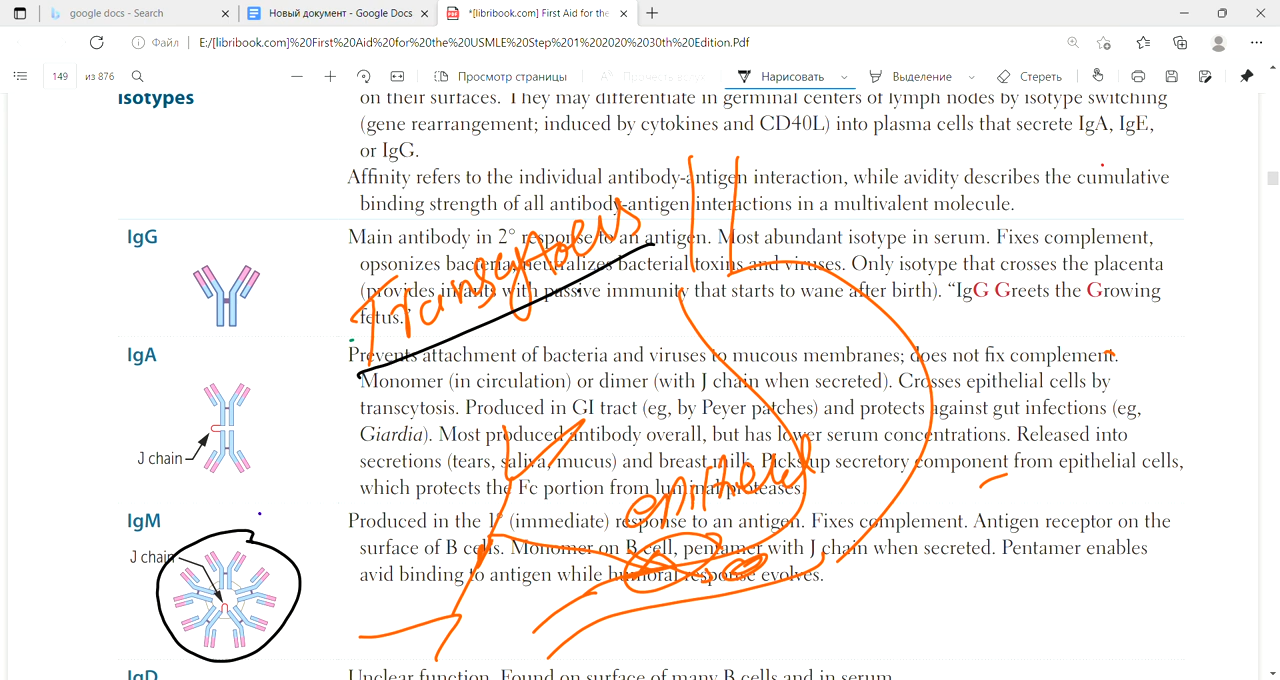 google docs - Search
Новый документ - Google Docs
*[libribook.com] First Aid for the
Файл
E:/[libribook.com]%20First%20Aid%20for%20the%20USMLE%20Step%201%202020%2030th%20Edition.Pdf
149 из 876
Просмотр страницы
Нарисовать
Выделение
Стереть
Isotypes
on their surfaces. They may differentiate in germinal centers of lymph nodes by isotype switching
(gene rearrangement; induced by cytokines and CD40L) into plasma cells that secrete IgA, IgE,
or IgG.
Affinity refers to the individual antibody-antigen interaction, while avidity describes the cumulative
binding strength of all antibody-antigen interactions in a multivalent molecule.
IgG
Main antibody in 2° response to an antigen. Most abundant isotype in serum. Fixes complement,
opsonizes bacteria, neutralizes bacterial toxins and viruses. Only isotype that crosses the placenta
(provides infants with passive immunity that starts to wane after birth). “IgG Greets the Growing
fetus.”
IgA
Prevents attachment of bacteria and viruses to mucous membranes; does not fix complement.
Monomer (in circulation) or dimer (with J chain when secreted). Crosses epithelial cells by
transcytosis. Produced in GI tract (eg, by Peyer patches) and protects against gut infections (eg,
Giardia). Most produced antibody overall, but has lower serum concentrations. Released into
secretions (tears, saliva, mucus) and breast milk. Picks up secretory component from epithelial cells,
which protects the Fc portion from luminal proteases.
J chain
IgM
Produced in the 1° (immediate) response to an antigen. Fixes complement. Antigen receptor on the
surface of B cells. Monomer on B cell, pentamer with J chain when secreted. Pentamer enables
avid binding to antigen while humoral response evolves.
J chain
IgD
Unclear function. Found on surface of many B cells and in serum.